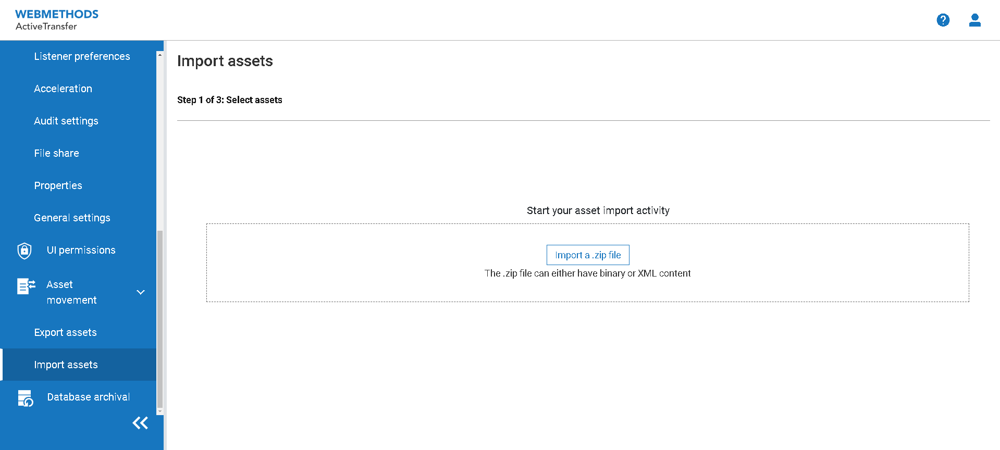 WEBMETHODS
ActiveTransfer
?
Listener preferences
Acceleration
Audit settings
File share
Properties
General settings
UI permissions
Asset
movement
Export assets
Import assets
Database archival
Import assets
Step 1 of 3: Select assets
Start your asset import activity
Import a .zip file
The .zip file can either have binary or XML content